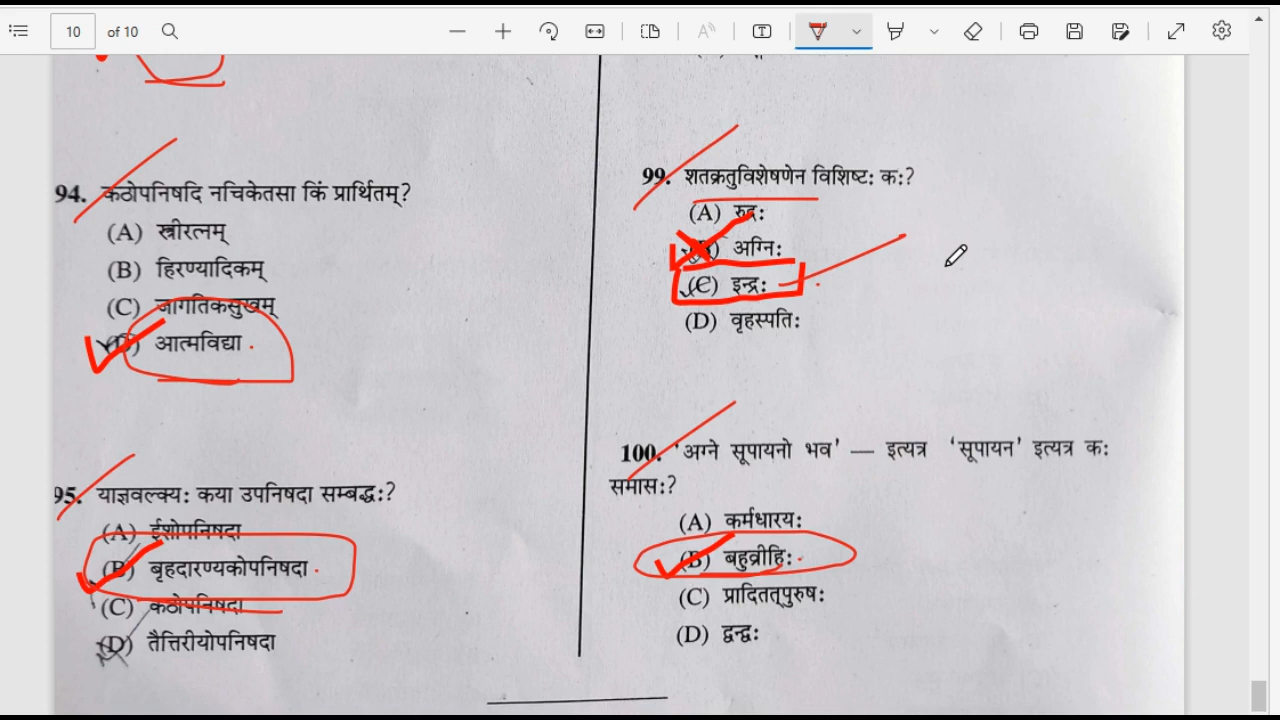 10 of 10
94. कठोपनिषदि नचिकेतसा किं प्रार्थितम्?
(A) स्त्रीरत्नम्
(B) हिरण्यादिकम्
(C) जागतिकसुखम्
(D) आत्मविद्या
95. याज्ञवल्क्यः कया उपनिषदा सम्बद्धः?
(A) ईशोपनिषदा
(B) बृहदारण्यकोपनिषदा
(C) कठोपनिषदा
(D) तैत्तिरीयोपनिषदा
99. शतक्रतुविशेषणेन विशिष्टः कः?
(A) रुद्रः
(B) अग्निः
(C) इन्द्रः
(D) वृहस्पतिः
100. 'अग्ने सूपायनो भव' — इत्यत्र 'सूपायन' इत्यत्र कः
समासः?
(A) कर्मधारयः
(B) बहुव्रीहिः
(C) प्रादितत्पुरुषः
(D) द्वन्द्वः